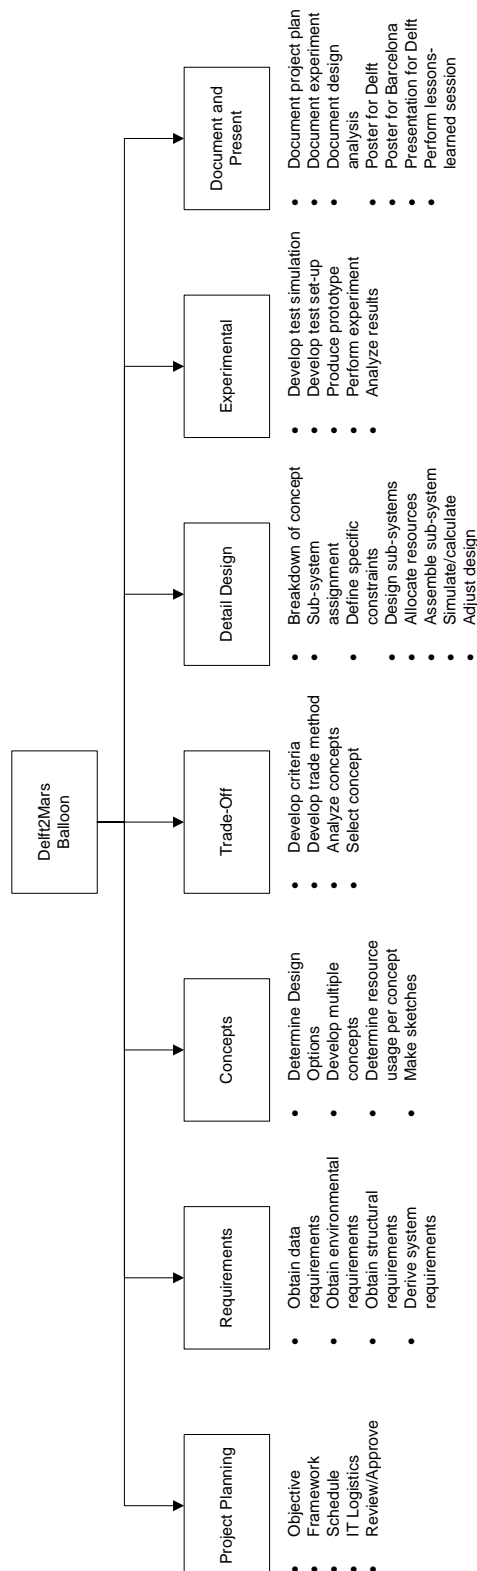 Delft2Mars
Balloon
Project Planning
• Objective
• Framework
• Schedule
• IT Logistics
• Review/Approve
Requirements
• Obtain data
requirements
• Obtain environmental
requirements
• Obtain structural
requirements
• Derive system
requirements
Concepts
• Determine Design
Options
• Develop multiple
concepts
• Determine resource
usage per concept
• Make sketches
Trade-Off
• Develop criteria
• Develop trade method
• Analyze concepts
• Select concept
Detail Design
• Breakdown of concept
• Sub-system
assignment
• Define specific
constraints
• Design sub-systems
• Allocate resources
• Assemble sub-system
• Simulate/calculate
• Adjust design
Experimental
• Develop test simulation
• Develop test set-up
• Produce prototype
• Perform experiment
• Analyze results
Document and
Present
• Document project plan
• Document experiment
• Document design
analysis
• Poster for Delft
• Poster for Barcelona
• Presentation for Delft
• Perform lessons-
learned session